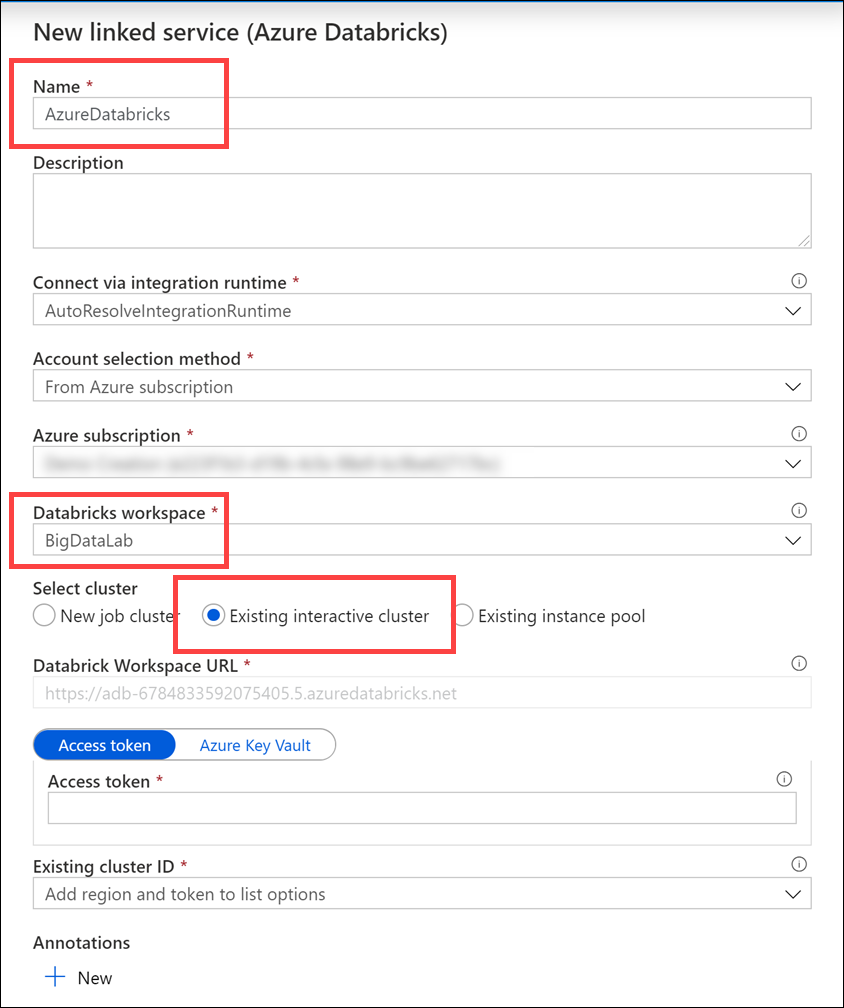 New linked service (Azure Databricks)
Name *
AzureDatabricks
Description
Connect via integration runtime *
AutoResolveIntegrationRuntime
Account selection method *
From Azure subscription
Azure subscription *
Databricks workspace *
BigDataLab
Select cluster
New job cluster Existing interactive cluster Existing instance pool
Databrick Workspace URL *
https://adb-6784833592075405.5.azuredatabricks.net
Access token Azure Key Vault
Access token *
Existing cluster ID *
Add region and token to list options
Annotations
New